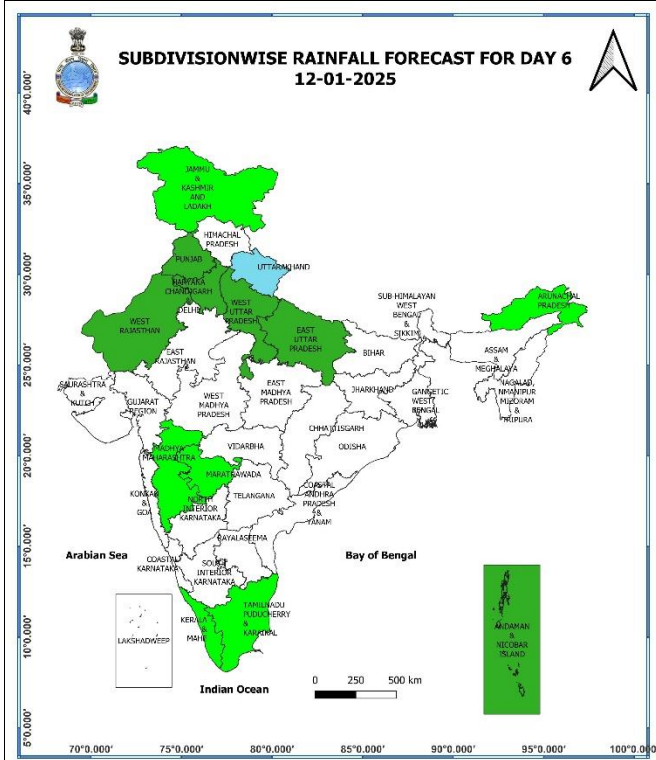 SUBDIVISIONWISE RAINFALL FORECAST FOR DAY 6
12-01-2025
40°0.000'
35°0.000'
30°0.000'
25°0.000'
20°0.000'
15°0.000'
10°0.000'
5°0.000'
JAMMU
&
KASHMIR
AND
LADAKH
HIMACHAL
PRADESH
PUNJAB
UTTARAKHAND
HARYANA
CHANDIGARH
DELHI
WEST
UTTAR
PRADESH
WEST
RAJASTHAN
EAST
UTTAR
PRADESH
SUB HIMALAYAN
WEST
BENGAL
&
SIKKIM
ARUNACHAL
PRADESH
EAST
RAJASTHAN
BIHAR
ASSAM
&
MEGHALAYA
SAURASHTRA
&
KUTCH
GUJARAT
REGION
WEST
MADHYA
PRADESH
EAST
MADHYA
PRADESH
JHARKHAND
GANGETIC
WEST
BENGAL
NAGALAD,
NMANIPUR
MIZORAM
&
TRIPURA
CHHATISGARH
ODISHA
MADHYA
MAHARASHTRA
VIDARBHA
MARATHWADA
KONKAN
&
GOA
NORTH
INTERIOR
KARNATAKA
TELANGANA
COASTAL
ANDHRA
PRADESH
&
YANAM
RAYALASEEMA
Arabian Sea
Bay of Bengal
COASTAL
KARNATAKA
SOUTH
INTERIOR
KARNATAKA
TAMILNADU
PUDUCHERRY
&
KARAIKAL
KERALA
&
MAHE
LAKSHADWEEP
ANDAMAN
&
NICOBAR
ISLAND
Indian Ocean
0 250 500 km
70°0.000' 75°0.000' 80°0.000' 85°0.000' 90°0.000' 95°0.000' 100°0.000'